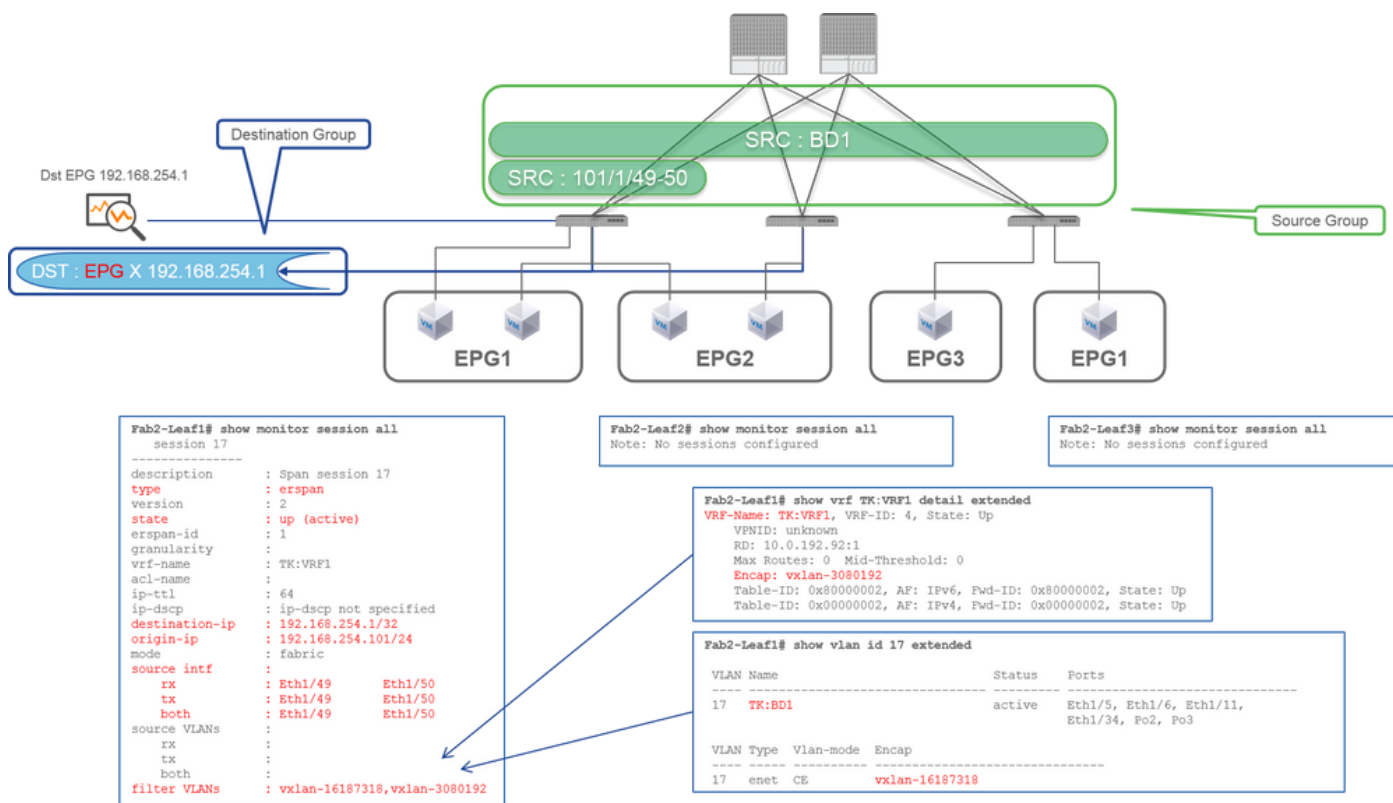 Destination Group
Dst EPG 192.168.254.1
SRC : BD1
SRC : 101/1/49-50
Source Group
DST : EPG X 192.168.254.1
VM
VM
VM
VM
VM
VM
EPG1
EPG2
EPG3
EPG1
Fab2-Leaf1# show monitor session all
session 17
---------------
description : Span session 17
type : erspan
version : 2
state : up (active)
erspan-id : 1
granularity :
vrf-name : TK:VRF1
acl-name :
ip-ttl : 64
ip-dscp : ip-dscp not specified
destination-ip : 192.168.254.1/32
origin-ip : 192.168.254.101/24
mode : fabric
source intf :
rx : Eth1/49 Eth1/50
tx : Eth1/49 Eth1/50
both : Eth1/49 Eth1/50
source VLANs :
rx :
tx :
both :
filter VLANs : vxlan-16187318,vxlan-3080192
Fab2-Leaf2# show monitor session all
Note: No sessions configured
Fab2-Leaf3# show monitor session all
Note: No sessions configured
Fab2-Leaf1# show vrf TK:VRF1 detail extended
VRF-Name: TK:VRF1, VRF-ID: 4, State: Up
VPNID: unknown
RD: 10.0.192.92:1
Max Routes: 0 Mid-Threshold: 0
Encap: vxlan-3080192
Table-ID: 0x80000002, AF: IPv6, Fwd-ID: 0x80000002, State: Up
Table-ID: 0x00000002, AF: IPv4, Fwd-ID: 0x00000002, State: Up
Fab2-Leaf1# show vlan id 17 extended
VLAN Name Status Ports
---- -------------------------------- --------- -------------------------------
17 TK:BD1 active Eth1/5, Eth1/6, Eth1/11,
Eth1/34, Po2, Po3
VLAN Type Vlan-mode Encap
---- ----- ---------- -------------------------------
17 enet CE vxlan-16187318